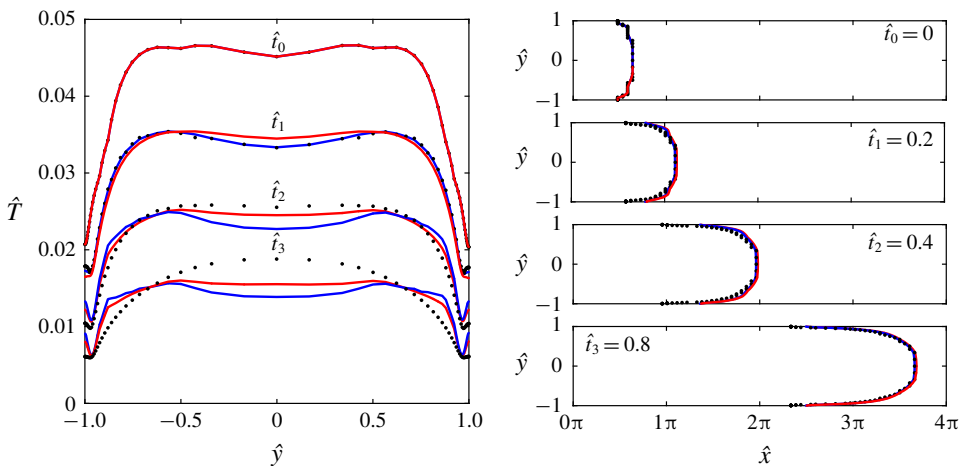 0.05
0.04
0.03
0.02
0.01
0
T̂
t̂₀
t̂₁
t̂₂
t̂₃
−1.0 −0.5 0 0.5 1.0
ŷ
−1
0
1
ŷ
t̂₀ = 0
−1
0
1
ŷ
t̂₁ = 0.2
−1
0
1
ŷ
t̂₂ = 0.4
−1
0
1
ŷ
t̂₃ = 0.8
0π 1π 2π 3π 4π
x̂